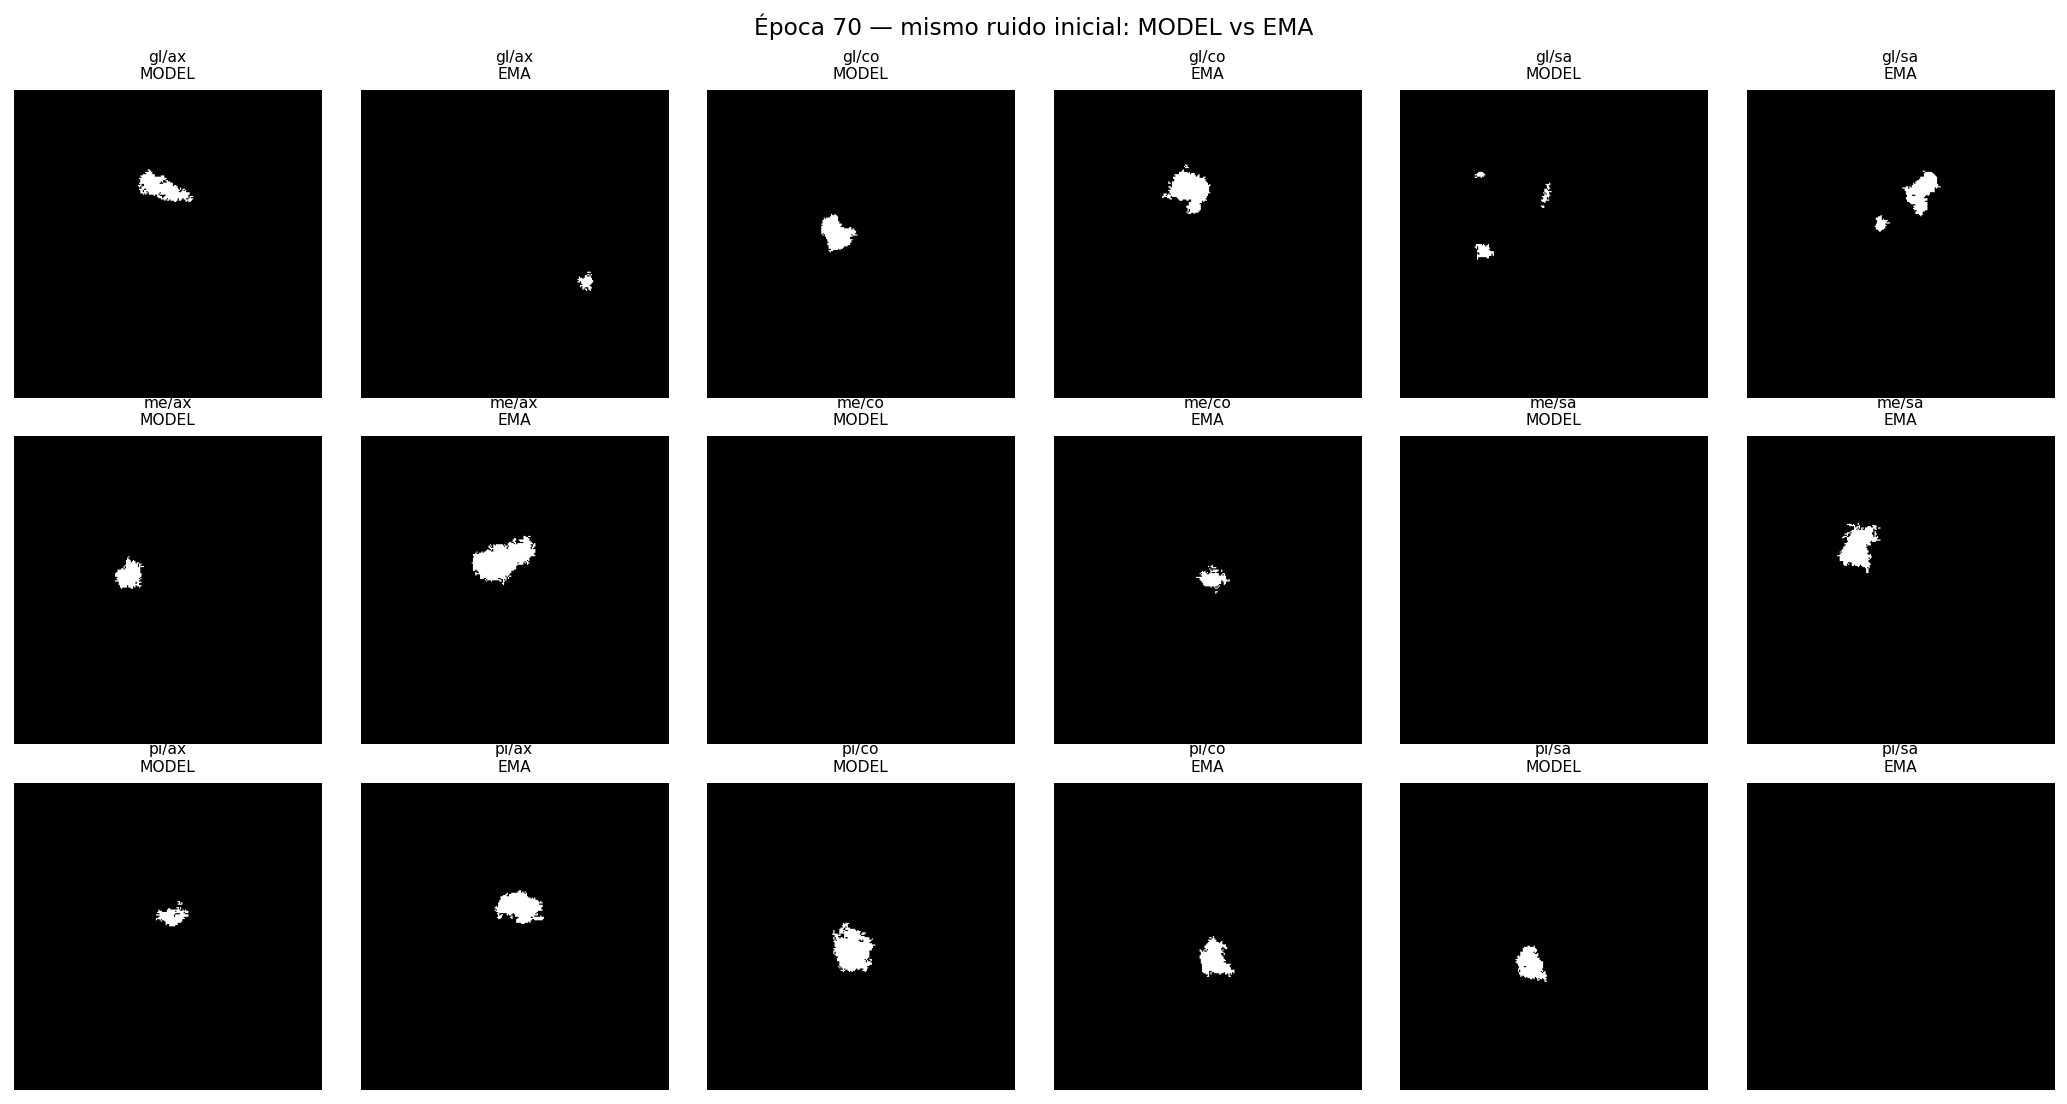 Época 70 — mismo ruido inicial: MODEL vs EMA
gl/ax
MODEL
gl/ax
EMA
gl/co
MODEL
gl/co
EMA
gl/sa
MODEL
gl/sa
EMA
me/ax
MODEL
me/ax
EMA
me/co
MODEL
me/co
EMA
me/sa
MODEL
me/sa
EMA
pi/ax
MODEL
pi/ax
EMA
pi/co
MODEL
pi/co
EMA
pi/sa
MODEL
pi/sa
EMA